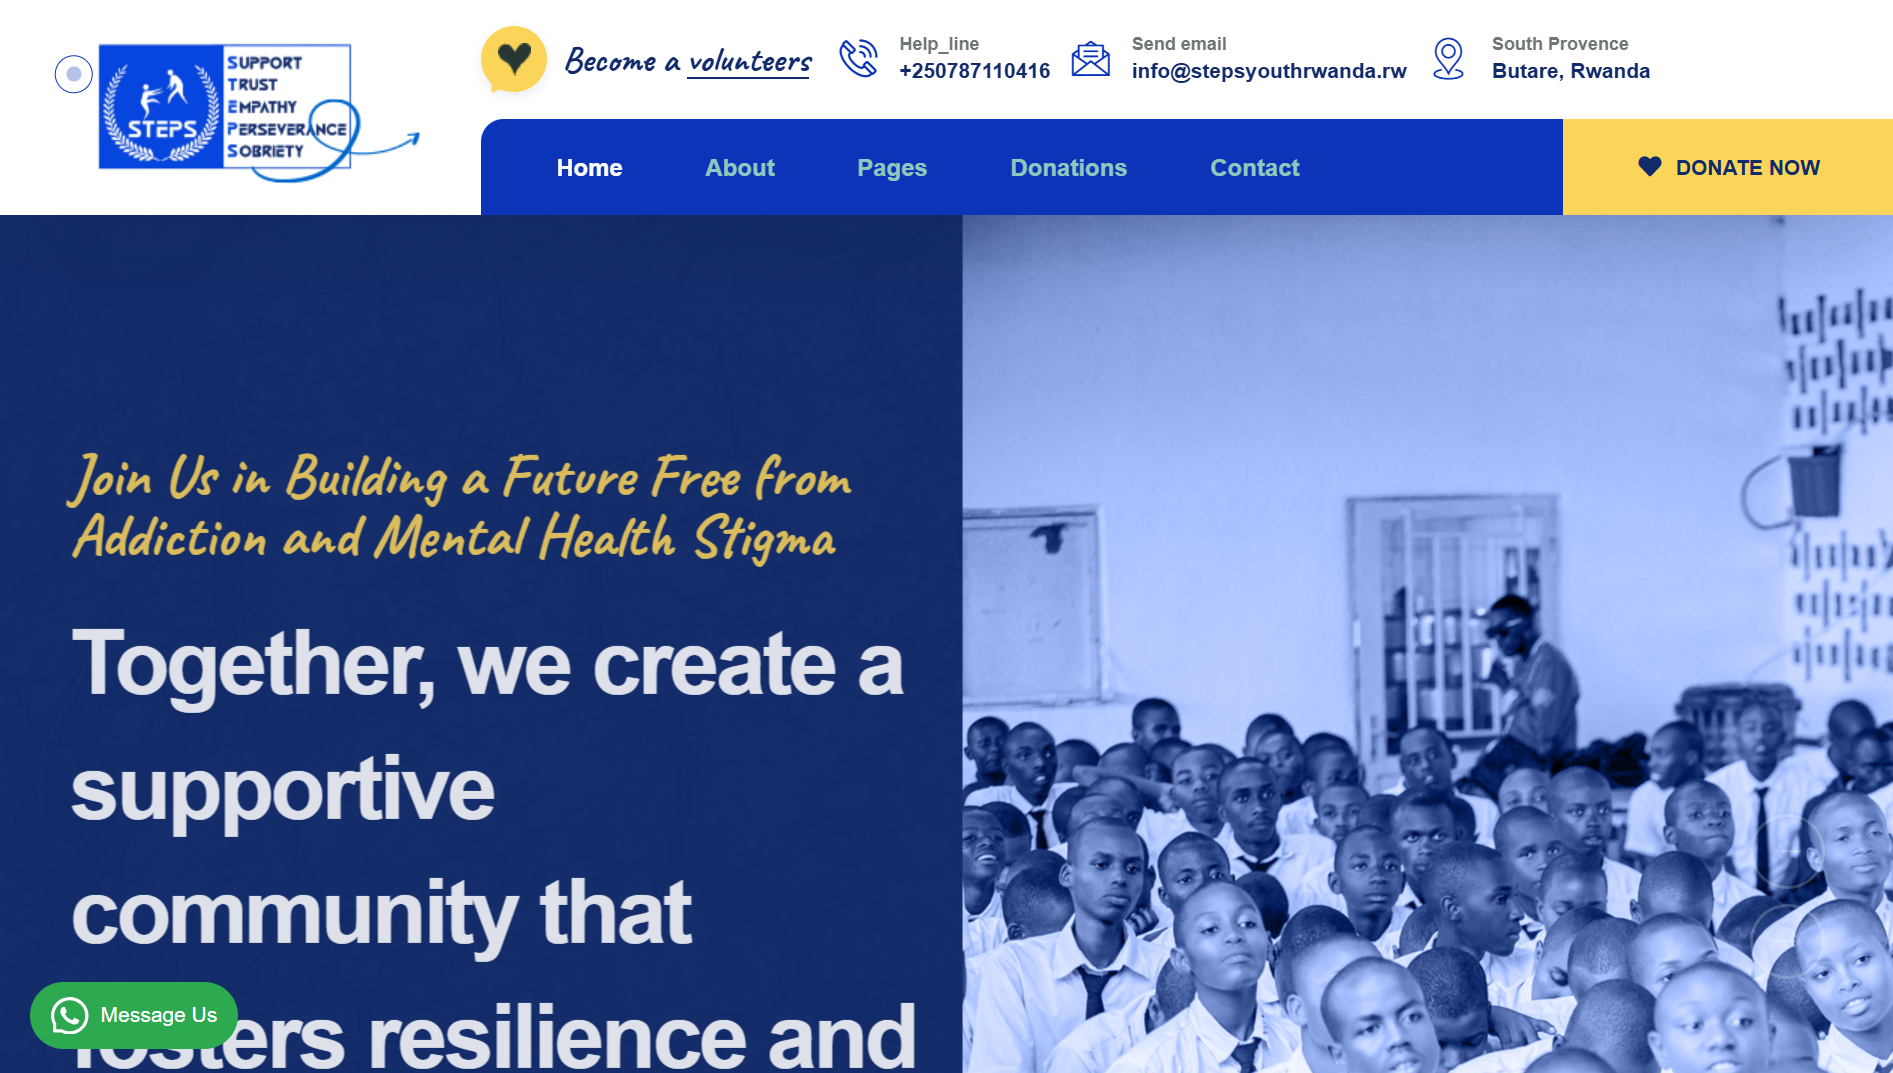 SUPPORT
TRUST
EMPATHY
PERSEVERANCE
SOBRIETY
STEPS
Become a volunteers
Help_line
+250787110416
Send email
info@stepsyouthrwanda.rw
South Provence
Butare, Rwanda
Home
About
Pages
Donations
Contact
DONATE NOW
Join Us in Building a Future Free from
Addiction and Mental Health Stigma
Together, we create a
supportive
community that
fosters resilience and
Message Us